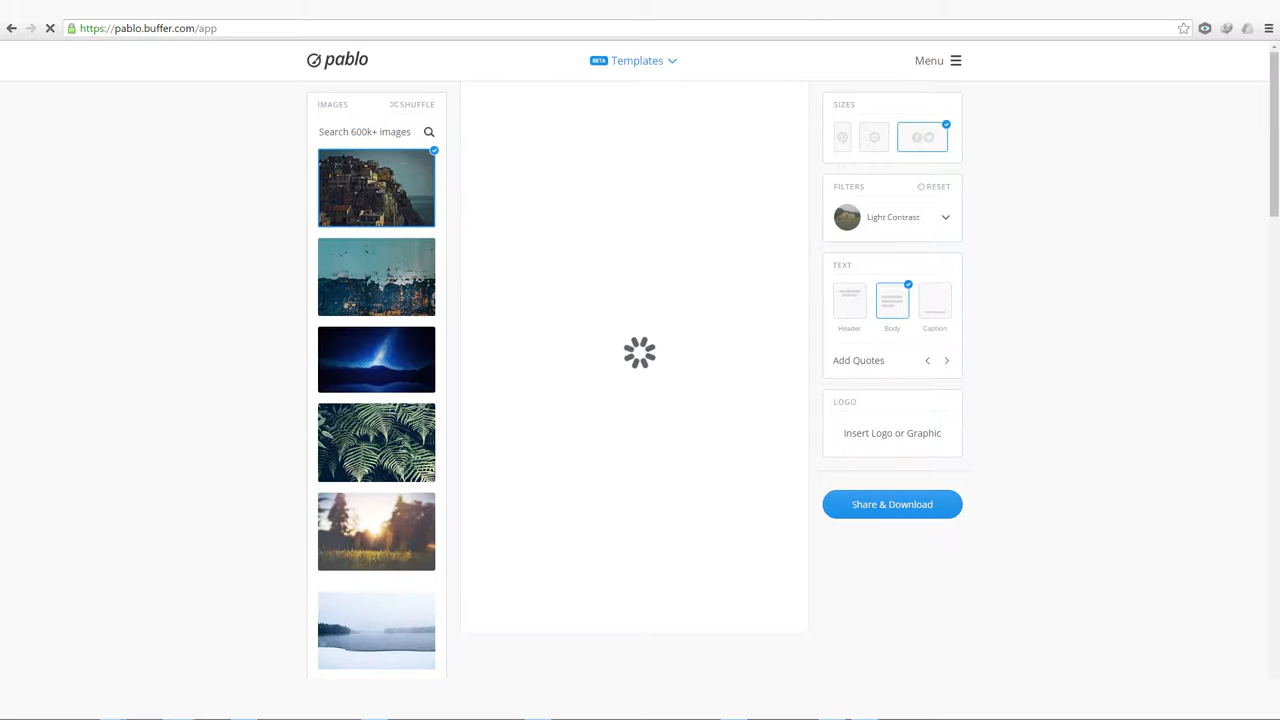 https://pablo.buffer.com/app
pablo
BETA Templates
Menu
IMAGES SHUFFLE
Search 600k+ images
SIZES
FILTERS RESET
Light Contrast
TEXT
Header Body Caption
Add Quotes
LOGO
Insert Logo or Graphic
Share & Download